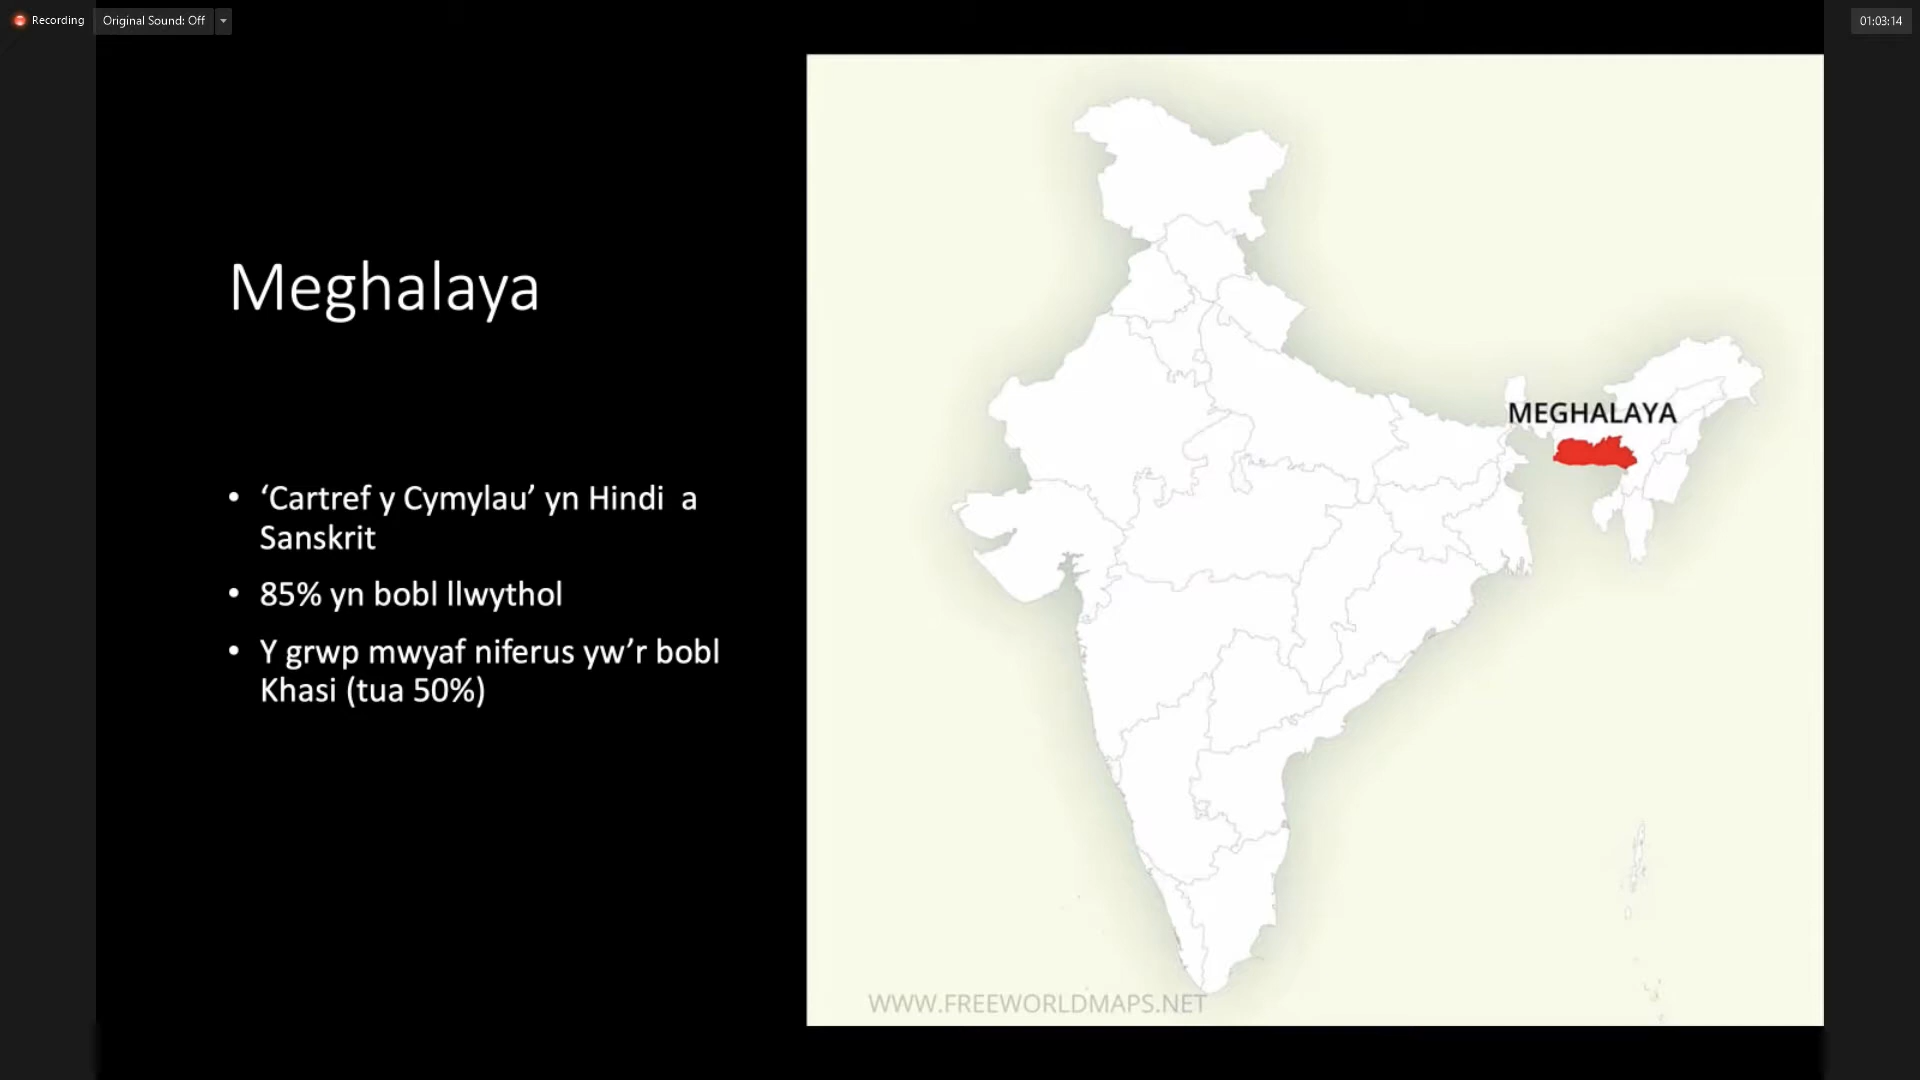 Recording
Original Sound: Off
01:03:14
Meghalaya
• ‘Cartref y Cymylau’ yn Hindi a
Sanskrit
• 85% yn bobl llwythol
• Y grwp mwyaf niferus yw’r bobl
Khasi (tua 50%)
MEGHALAYA
WWW.FREEWORLDMAPS.NET